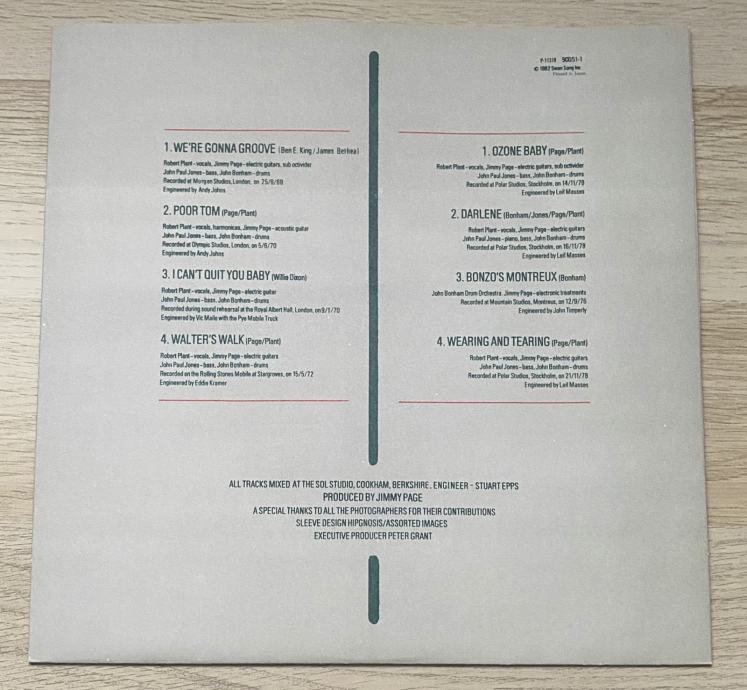 P-11319 90051-1
© 1982 Swan Song Inc.
Printed in Japan
1. WE'RE GONNA GROOVE (Ben E. King/James Bethea)
Robert Plant-vocals, Jimmy Page-electric guitars, sub octivider
John Paul Jones-bass, John Bonham-drums
Recorded at Morgan Studios, London, on 25/6/69
Engineered by Andy Johns
2. POOR TOM (Page/Plant)
Robert Plant-vocals, harmonicas, Jimmy Page-acoustic guitar
John Paul Jones-bass, John Bonham-drums
Recorded at Olympic Studios, London, on 5/6/70
Engineered by Andy Johns
3. I CAN'T QUIT YOU BABY (Willie Dixon)
Robert Plant-vocals, Jimmy Page-electric guitar
John Paul Jones-bass, John Bonham-drums
Recorded during sound rehearsal at the Royal Albert Hall, London, on 9/1/70
Engineered by Vic Maile with the Pye Mobile Truck
4. WALTER'S WALK (Page/Plant)
Robert Plant-vocals, Jimmy Page-electric guitars
John Paul Jones-bass, John Bonham-drums
Recorded on the Rolling Stones Mobile at Stargroves, on 15/5/72
Engineered by Eddie Kramer
1. OZONE BABY (Page/Plant)
Robert Plant-vocals, Jimmy Page-electric guitars, sub octivider
John Paul Jones-bass, John Bonham-drums
Recorded at Polar Studios, Stockholm, on 14/11/78
Engineered by Leif Masses
2. DARLENE (Bonham/Jones/Page/Plant)
Robert Plant-vocals, Jimmy Page-electric guitars
John Paul Jones-piano, bass, John Bonham-drums
Recorded at Polar Studios, Stockholm, on 16/11/78
Engineered by Leif Masses
3. BONZO'S MONTREUX (Bonham)
John Bonham Drum Orchestra. Jimmy Page-electronic treatments
Recorded at Mountain Studios, Montreux, on 12/9/76
Engineered by John Timperly
4. WEARING AND TEARING (Page/Plant)
Robert Plant-vocals, Jimmy Page-electric guitars
John Paul Jones-bass, John Bonham-drums
Recorded at Polar Studios, Stockholm, on 21/11/78
Engineered by Leif Masses
ALL TRACKS MIXED AT THE SOL STUDIO, COOKHAM, BERKSHIRE. ENGINEER - STUART EPPS
PRODUCED BY JIMMY PAGE
A SPECIAL THANKS TO ALL THE PHOTOGRAPHERS FOR THEIR CONTRIBUTIONS
SLEEVE DESIGN HIPGNOSIS/ASSORTED IMAGES
EXECUTIVE PRODUCER PETER GRANT